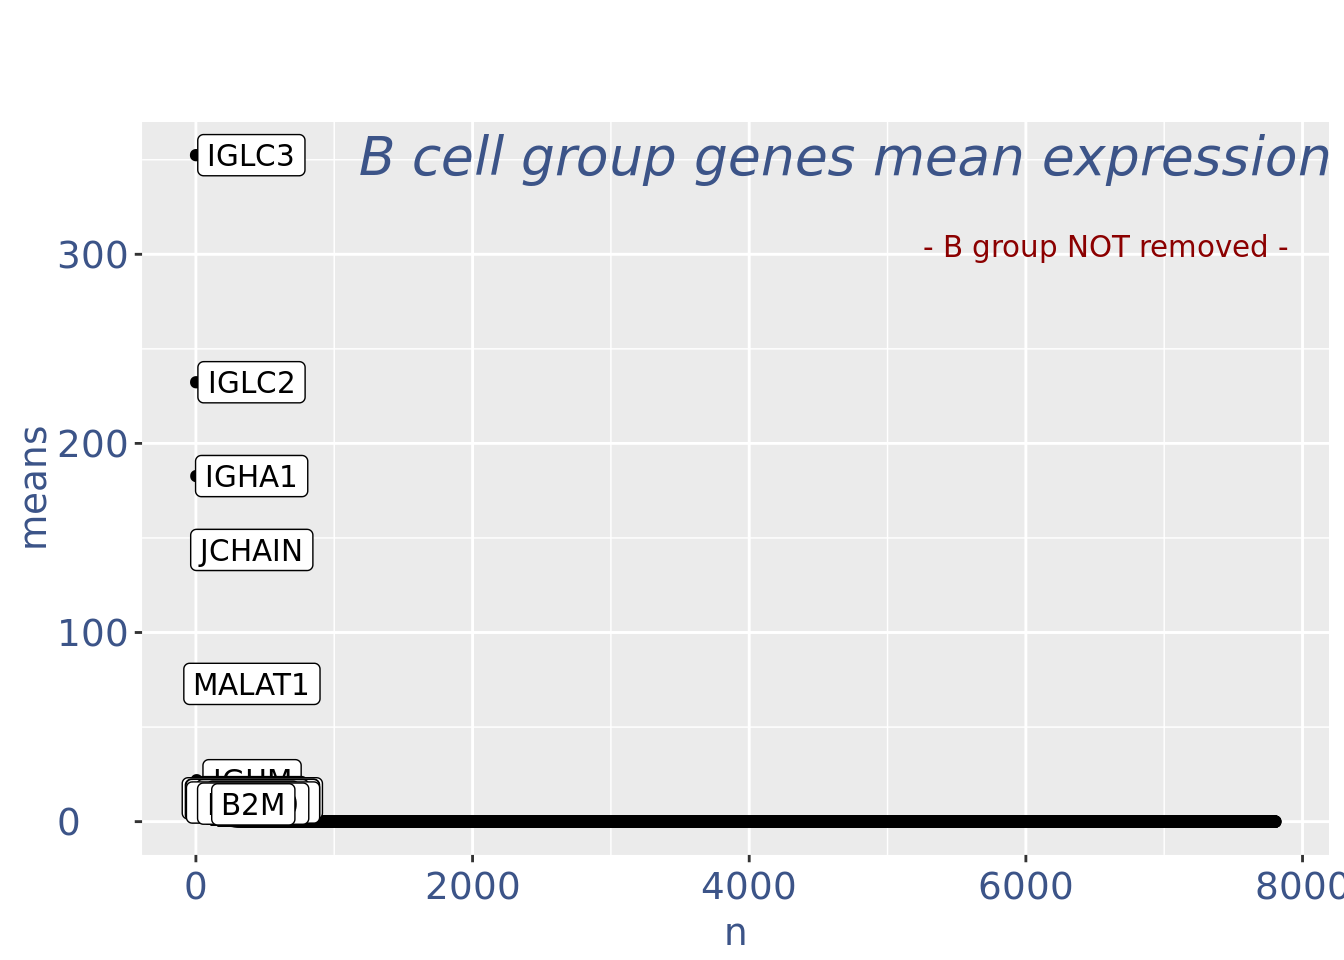 IGLC3
B cell group genes mean expression
- B group NOT removed -
300
IGLC2
200
IGHA1
means
JCHAIN
100
MALAT1
IGHM
B2M
0
0 2000 4000 6000 8000
n